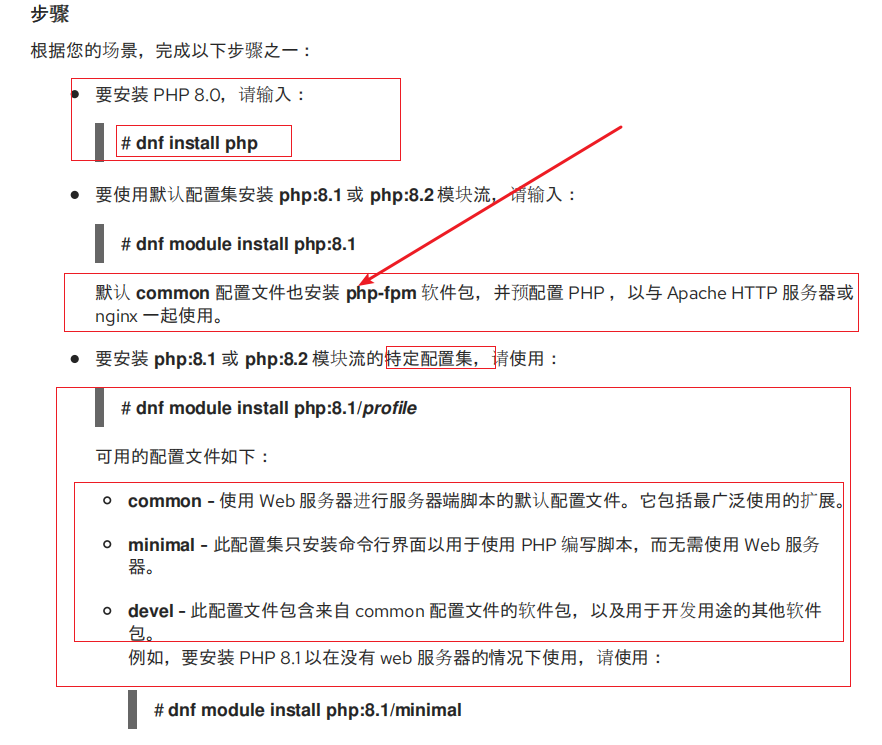 步骤
根据您的场景，完成以下步骤之一：
● 要安装 PHP 8.0，请输入：
# dnf install php
● 要使用默认配置集安装 php:8.1 或 php:8.2 模块流，请输入：
# dnf module install php:8.1
默认 common 配置文件也安装 php-fpm 软件包，并预配置 PHP ，以与 Apache HTTP 服务器或
nginx 一起使用。
● 要安装 php:8.1 或 php:8.2 模块流的特定配置集，请使用：
# dnf module install php:8.1/profile
可用的配置文件如下：
○ common - 使用 Web 服务器进行服务器端脚本的默认配置文件。它包括最广泛使用的扩展。
○ minimal - 此配置集只安装命令行界面以用于使用 PHP 编写脚本，而无需使用 Web 服务
器。
○ devel - 此配置文件包含来自 common 配置文件的软件包，以及用于开发用途的其他软件
包。
例如，要安装 PHP 8.1 以在没有 web 服务器的情况下使用，请使用：
# dnf module install php:8.1/minimal